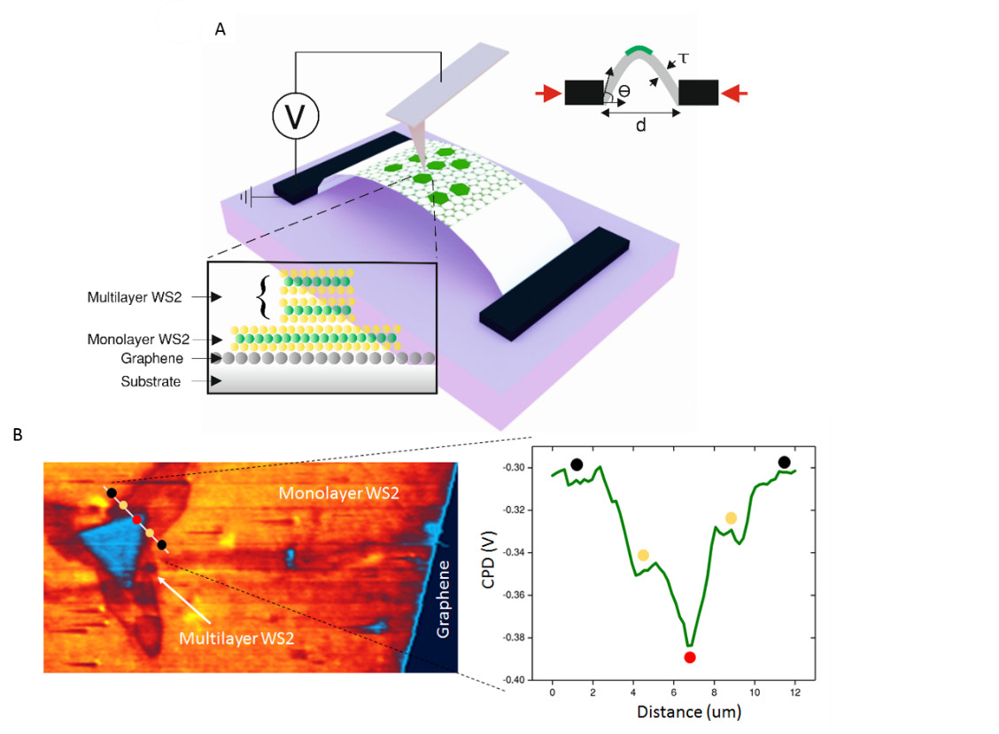 A
V
τ
θ
d
Multilayer WS2
Monolayer WS2
Graphene
Substrate
B
Monolayer WS2
Graphene
Multilayer WS2
CPD (V)
-0.30
-0.32
-0.34
-0.36
-0.38
-0.40
0 2 4 6 8 10 12
Distance (um)